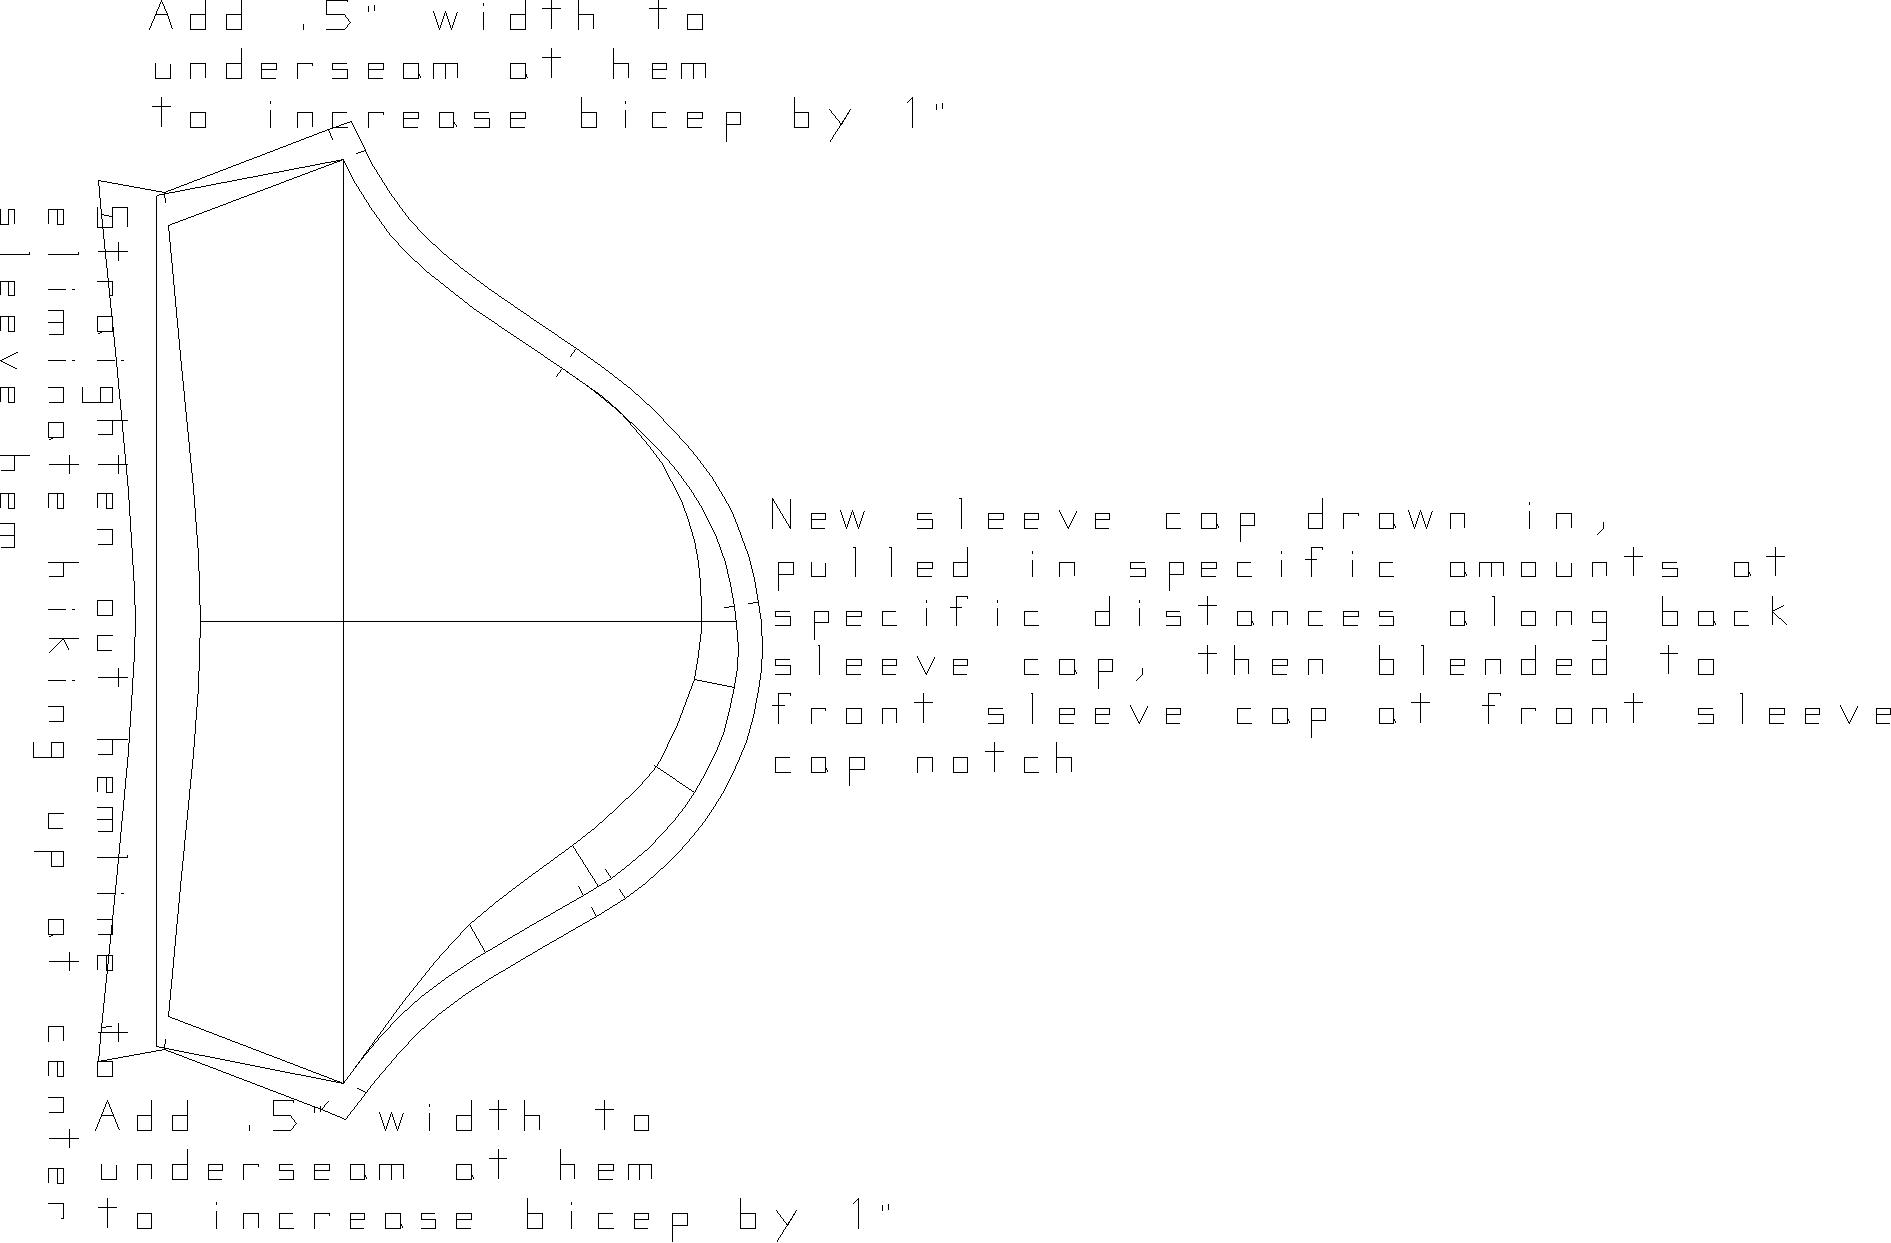 Add .5" width to
underseam at hem
to increase bicep by 1"
Straighten out hemline to
eliminate hiking up at center
sleeve hem
New sleeve cap drawn in,
pulled in specific amounts at
specific distances along back
sleeve cap, then blended to
front sleeve cap at front sleeve
cap notch
Add .5" width to
underseam at hem
to increase bicep by 1"